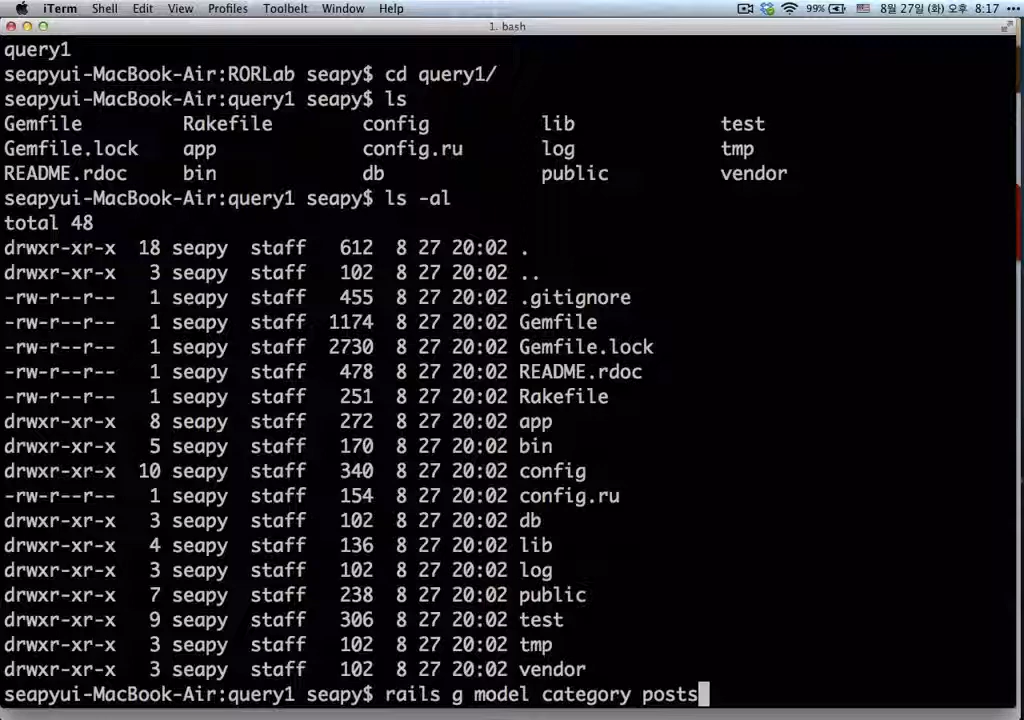 iTerm Shell Edit View Profiles Toolbelt Window Help 99% 8월 27일 (화) 오후 8:17
1. bash
query1
seapyui-MacBook-Air:RORLab seapy$ cd query1/
seapyui-MacBook-Air:query1 seapy$ ls
Gemfile Rakefile config lib test
Gemfile.lock app config.ru log tmp
README.rdoc bin db public vendor
seapyui-MacBook-Air:query1 seapy$ ls -al
total 48
drwxr-xr-x 18 seapy staff 612 8 27 20:02 .
drwxr-xr-x 3 seapy staff 102 8 27 20:02 ..
-rw-r--r-- 1 seapy staff 455 8 27 20:02 .gitignore
-rw-r--r-- 1 seapy staff 1174 8 27 20:02 Gemfile
-rw-r--r-- 1 seapy staff 2730 8 27 20:02 Gemfile.lock
-rw-r--r-- 1 seapy staff 478 8 27 20:02 README.rdoc
-rw-r--r-- 1 seapy staff 251 8 27 20:02 Rakefile
drwxr-xr-x 8 seapy staff 272 8 27 20:02 app
drwxr-xr-x 5 seapy staff 170 8 27 20:02 bin
drwxr-xr-x 10 seapy staff 340 8 27 20:02 config
-rw-r--r-- 1 seapy staff 154 8 27 20:02 config.ru
drwxr-xr-x 3 seapy staff 102 8 27 20:02 db
drwxr-xr-x 4 seapy staff 136 8 27 20:02 lib
drwxr-xr-x 3 seapy staff 102 8 27 20:02 log
drwxr-xr-x 7 seapy staff 238 8 27 20:02 public
drwxr-xr-x 9 seapy staff 306 8 27 20:02 test
drwxr-xr-x 3 seapy staff 102 8 27 20:02 tmp
drwxr-xr-x 3 seapy staff 102 8 27 20:02 vendor
seapyui-MacBook-Air:query1 seapy$ rails g model category posts